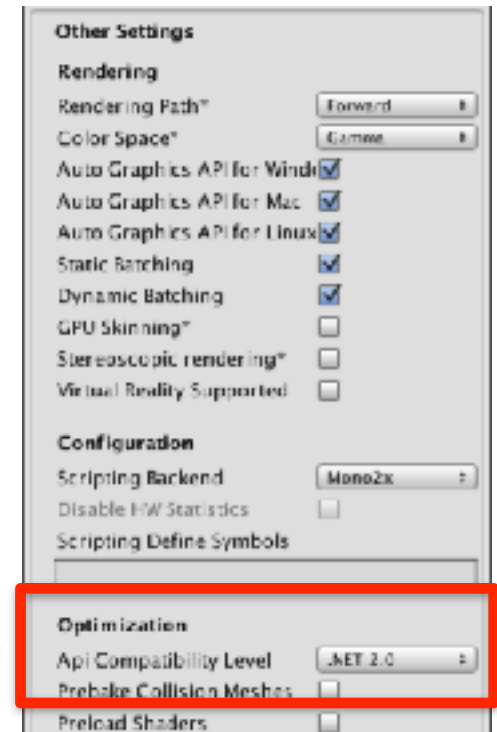 Other Settings
Rendering
Rendering Path* Forward
Color Space* Gamma
Auto Graphics API for Windo
Auto Graphics API for Mac
Auto Graphics API for Linux
Static Batching
Dynamic Batching
GPU Skinning*
Stereoscopic rendering*
Virtual Reality Supported
Configuration
Scripting Backend Mono2x
Disable HW Statistics
Scripting Define Symbols
Optimization
Api Compatibility Level .NET 2.0
Prebake Collision Meshes
Preload Shaders